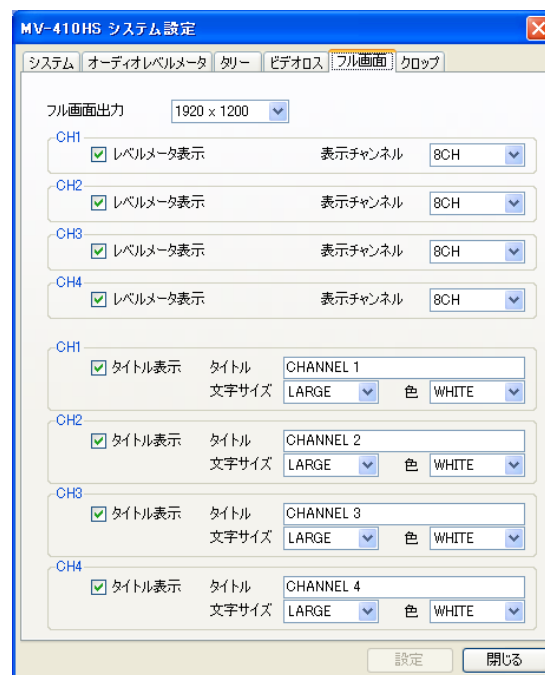 MV-410HS システム設定
システム オーディオレベルメータ タリー ビデオロス フル画面 クロップ
フル画面出力 1920 x 1200
CH1
レベルメータ表示 表示チャンネル 8CH
CH2
レベルメータ表示 表示チャンネル 8CH
CH3
レベルメータ表示 表示チャンネル 8CH
CH4
レベルメータ表示 表示チャンネル 8CH
CH1
タイトル表示 タイトル CHANNEL 1
文字サイズ LARGE 色 WHITE
CH2
タイトル表示 タイトル CHANNEL 2
文字サイズ LARGE 色 WHITE
CH3
タイトル表示 タイトル CHANNEL 3
文字サイズ LARGE 色 WHITE
CH4
タイトル表示 タイトル CHANNEL 4
文字サイズ LARGE 色 WHITE
設定 閉じる